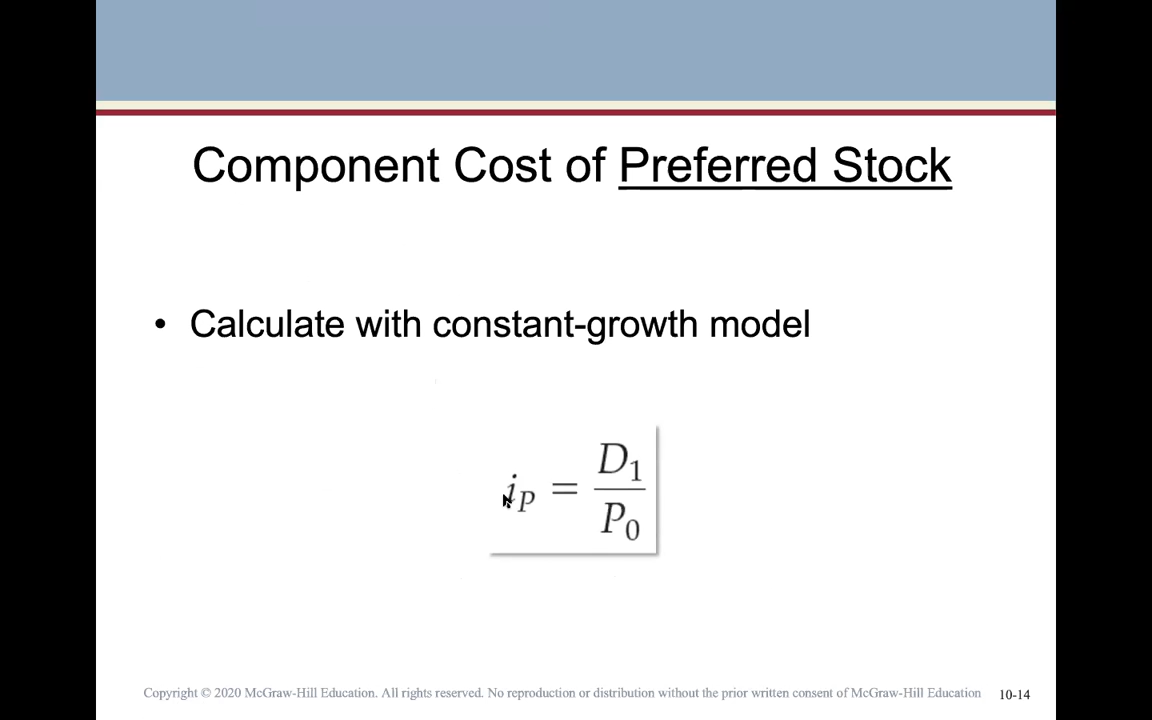 Component Cost of Preferred Stock
• Calculate with constant-growth model
i_P = D_1 / P_0
Copyright © 2020 McGraw-Hill Education. All rights reserved. No reproduction or distribution without the prior written consent of McGraw-Hill Education 10-14